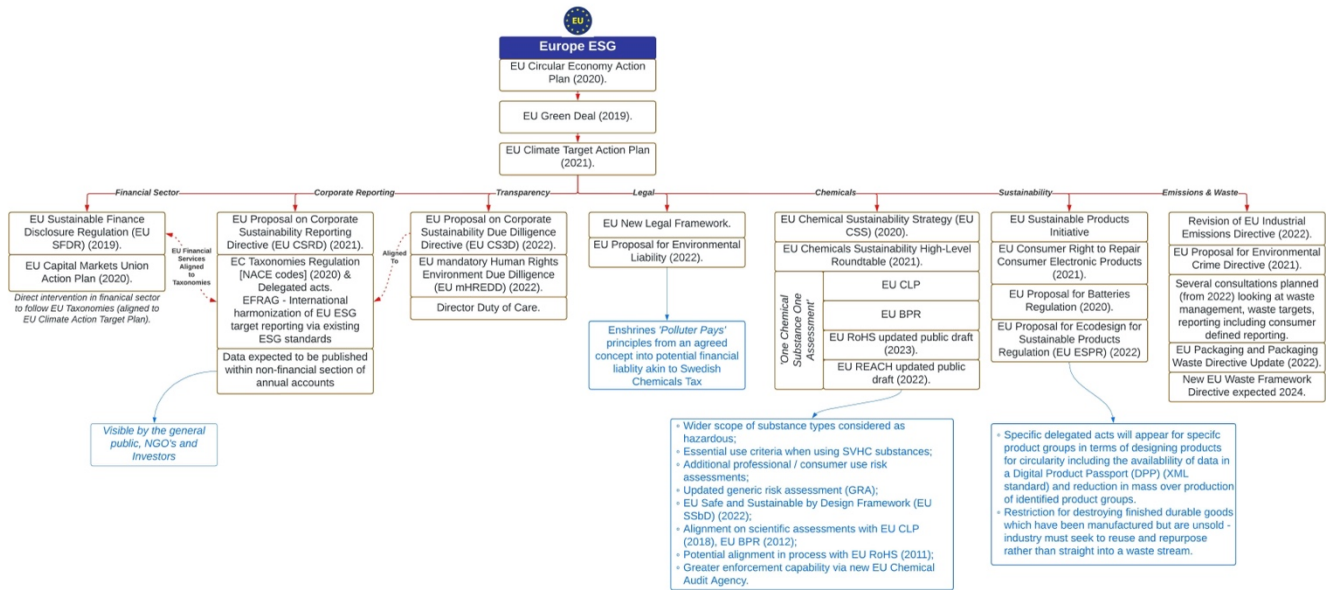 EU
Europe ESG
EU Circular Economy Action
Plan (2020).
EU Green Deal (2019).
EU Climate Target Action Plan
(2021).
Financial Sector
Corporate Reporting
Transparency
Legal
Chemicals
Sustainability
Emissions & Waste
EU Sustainable Finance
Disclosure Regulation (EU
SFDR) (2019).
EU Capital Markets Union
Action Plan (2020).
Direct intervention in finanical sector
to follow EU Taxonomies (aligned to
EU Climate Action Target Plan).
EU Financial
Services
Aligned
to
Taxonomies
EU Proposal on Corporate
Sustainability Reporting
Directive (EU CSRD) (2021).
EC Taxonomies Regulation
[NACE codes] (2020) &
Delegated acts.
EFRAG - International
harmonization of EU ESG
target reporting via existing
ESG standards
Data expected to be published
within non-financial section of
annual accounts
Visible by the general
public, NGO's and
Investors
Aligned
To
EU Proposal on Corporate
Sustainability Due Dilligence
Directive (EU CS3D) (2022).
EU mandatory Human Rights
Environment Due Dilligence
(EU mHREDD) (2022).
Director Duty of Care.
EU New Legal Framework.
EU Proposal for Environmental
Liability (2022).
Enshrines 'Polluter Pays'
principles from an agreed
concept into potential financial
liablity akin to Swedish
Chemicals Tax
EU Chemical Sustainability Strategy (EU
CSS) (2020).
EU Chemicals Sustainability High-Level
Roundtable (2021).
'One Chemical
Substance One
Assessment'
EU CLP
EU BPR
EU RoHS updated public draft
(2023).
EU REACH updated public
draft (2022).
Wider scope of substance types considered as
hazardous;
Essential use criteria when using SVHC substances;
Additional professional / consumer use risk
assessments;
Updated generic risk assessment (GRA);
EU Safe and Sustainable by Design Framework (EU
SSbD) (2022);
Alignment on scientific assessments with EU CLP
(2018), EU BPR (2012);
Potential alignment in process with EU RoHS (2011);
Greater enforcement capability via new EU Chemical
Audit Agency.
EU Sustainable Products
Initiative
EU Consumer Right to Repair
Consumer Electronic Products
(2021).
EU Proposal for Batteries
Regulation (2020).
EU Proposal for Ecodesign for
Sustainable Products
Regulation (EU ESPR) (2022)
Specific delegated acts will appear for specifc
product groups in terms of designing products
for circularity including the availablility of data in
a Digital Product Passport (DPP) (XML
standard) and reduction in mass over production
of identified product groups.
Restriction for destroying finished durable goods
which have been manufactured but are unsold -
industry must seek to reuse and repurpose
rather than straight into a waste stream.
Revision of EU Industrial
Emissions Directive (2022).
EU Proposal for Environmental
Crime Directive (2021).
Several consultations planned
(from 2022) looking at waste
management, waste targets,
reporting including consumer
defined reporting.
EU Packaging and Packaging
Waste Directive Update (2022).
New EU Waste Framework
Directive expected 2024.